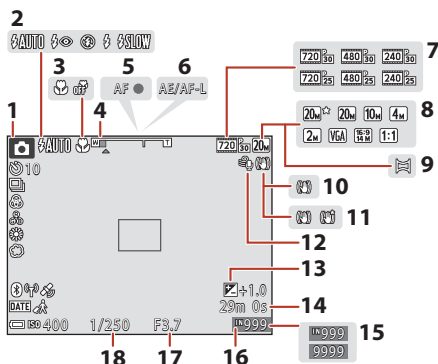 2
AUTO SLOW
3 5 6
off AF ● AE/AF-L
7
720 30 480 30 240 30
720 25 480 25 240 25
8
20M☆ 20M 10M 4M
2M VGA 16:9 14M 1:1
9
1 4
AUTO W T 720 30 20M
10
10
11
12
13
+1.0
14
29m 0s
DATE
ISO 400 1/250 F3.7 IN 999
15
IN 999
9999
18 17 16